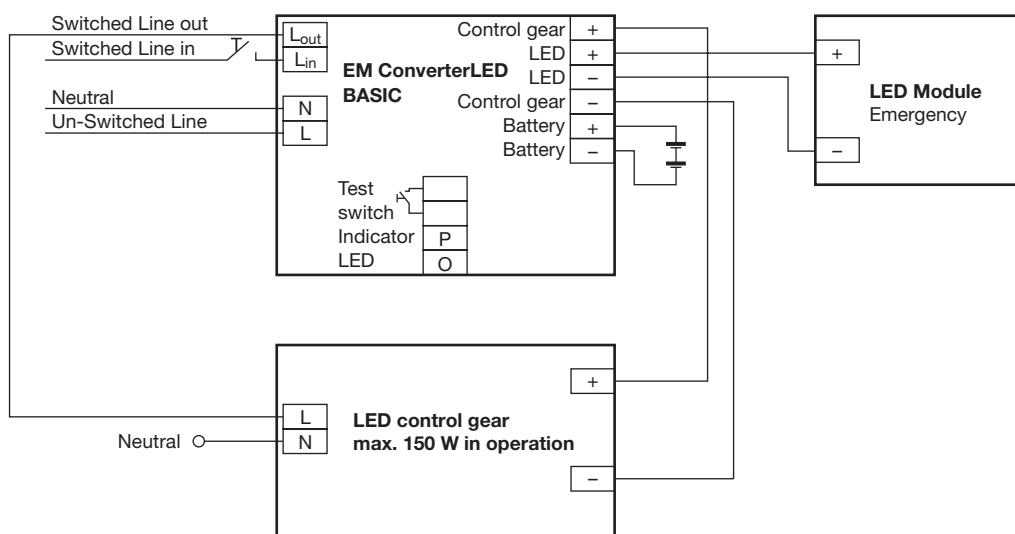 Switched Line out
Switched Line in
Neutral
Un-Switched Line
Lout
Lin
N
L
EM ConverterLED
BASIC
Control gear +
LED +
LED −
Control gear −
Battery +
Battery −
Test
switch
Indicator P
LED O
+
−
LED Module
Emergency
L
N
Neutral
LED control gear
max. 150 W in operation
+
−